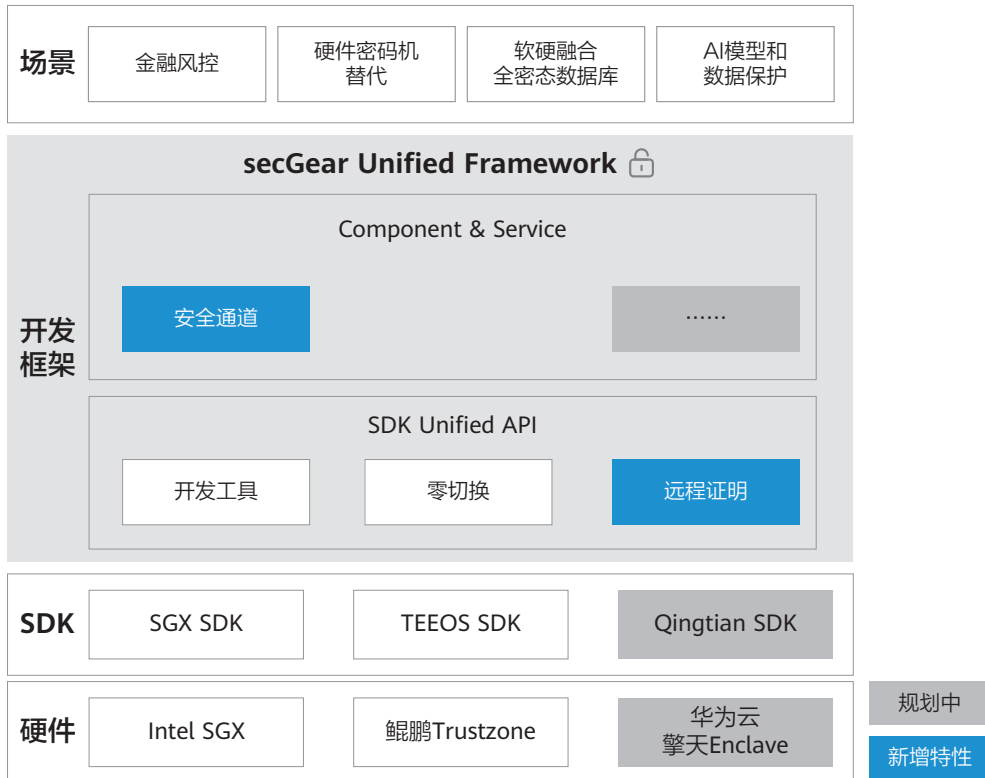 场景
金融风控
硬件密码机
替代
软硬融合
全密态数据库
AI模型和
数据保护
secGear Unified Framework
Component & Service
开发
框架
安全通道
……
SDK Unified API
开发工具
零切换
远程证明
SDK
SGX SDK
TEEOS SDK
Qingtian SDK
硬件
Intel SGX
鲲鹏Trustzone
华为云
擎天Enclave
规划中
新增特性